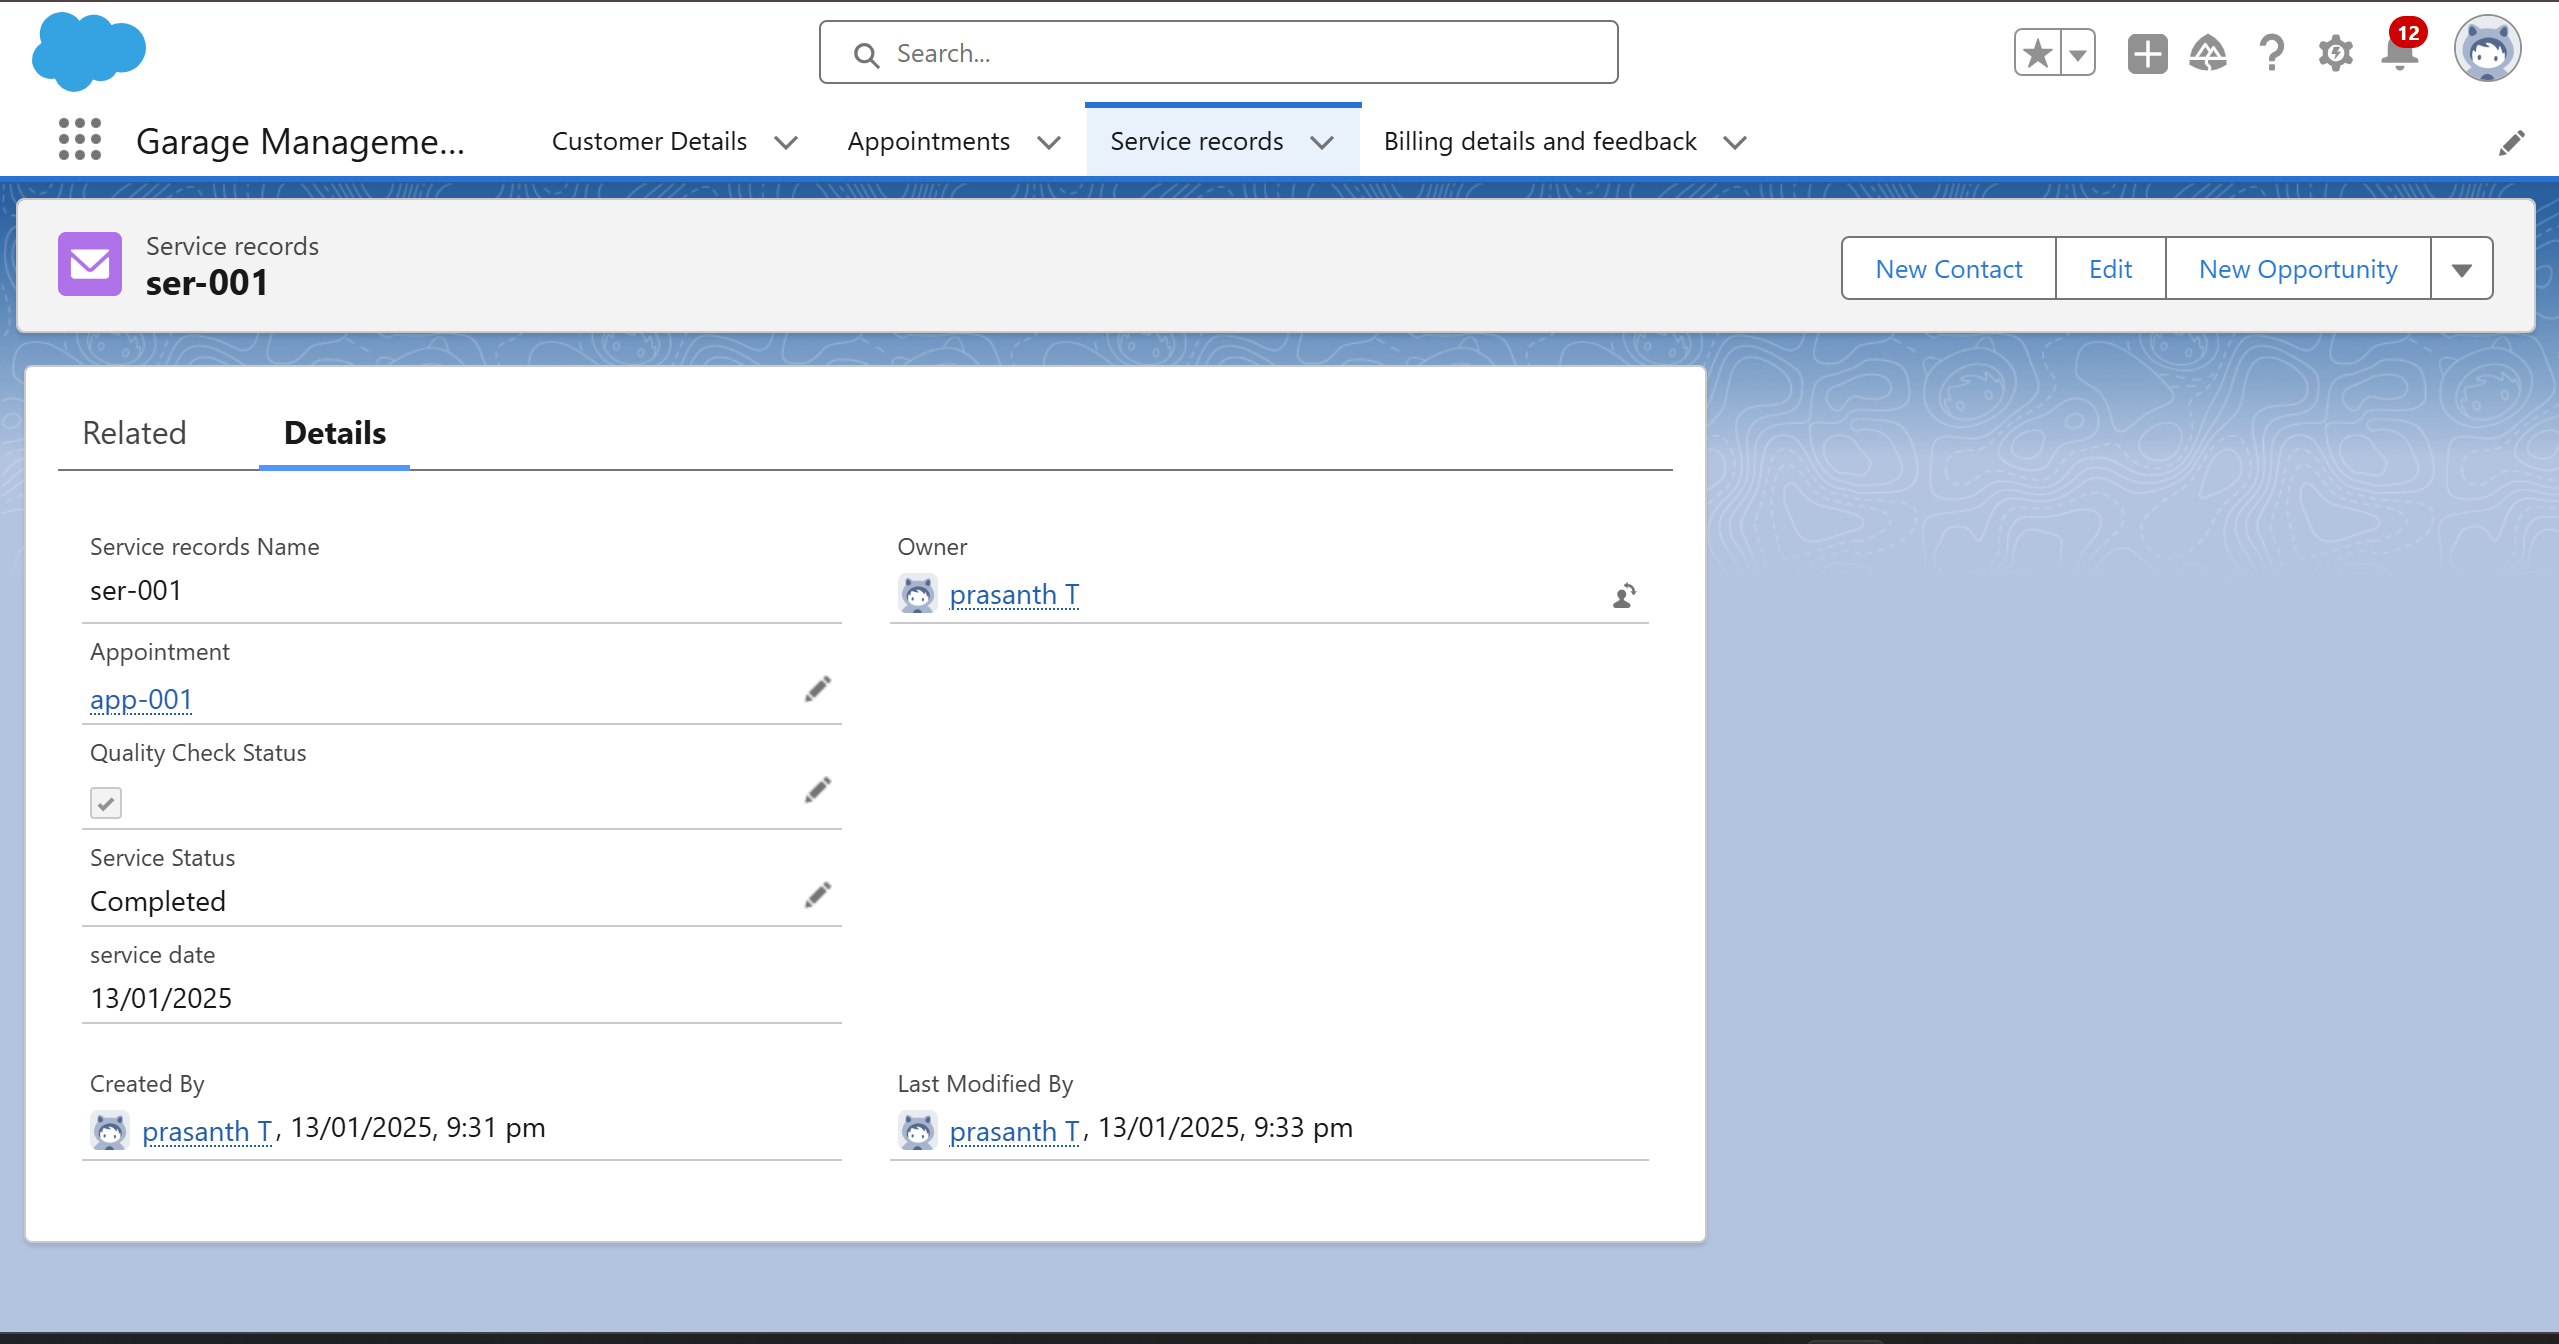 Search...
12
Garage Manageme...
Customer Details
Appointments
Service records
Billing details and feedback
Service records
ser-001
New Contact
Edit
New Opportunity
Related
Details
Service records Name
ser-001
Owner
prasanth T
Appointment
app-001
Quality Check Status
Service Status
Completed
service date
13/01/2025
Created By
prasanth T, 13/01/2025, 9:31 pm
Last Modified By
prasanth T, 13/01/2025, 9:33 pm